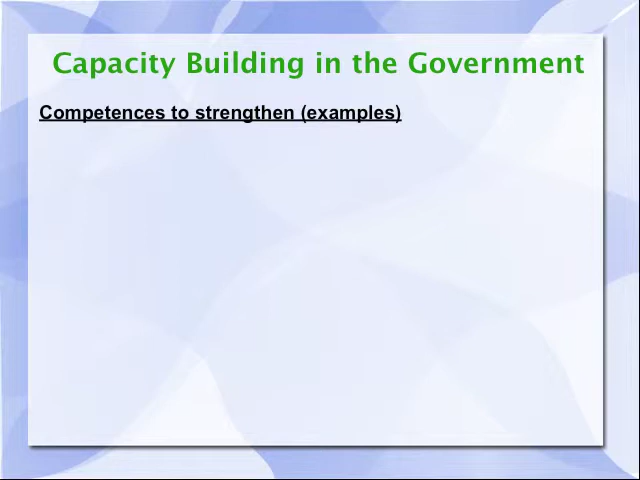 Capacity Building in the Government
Competences to strengthen (examples)